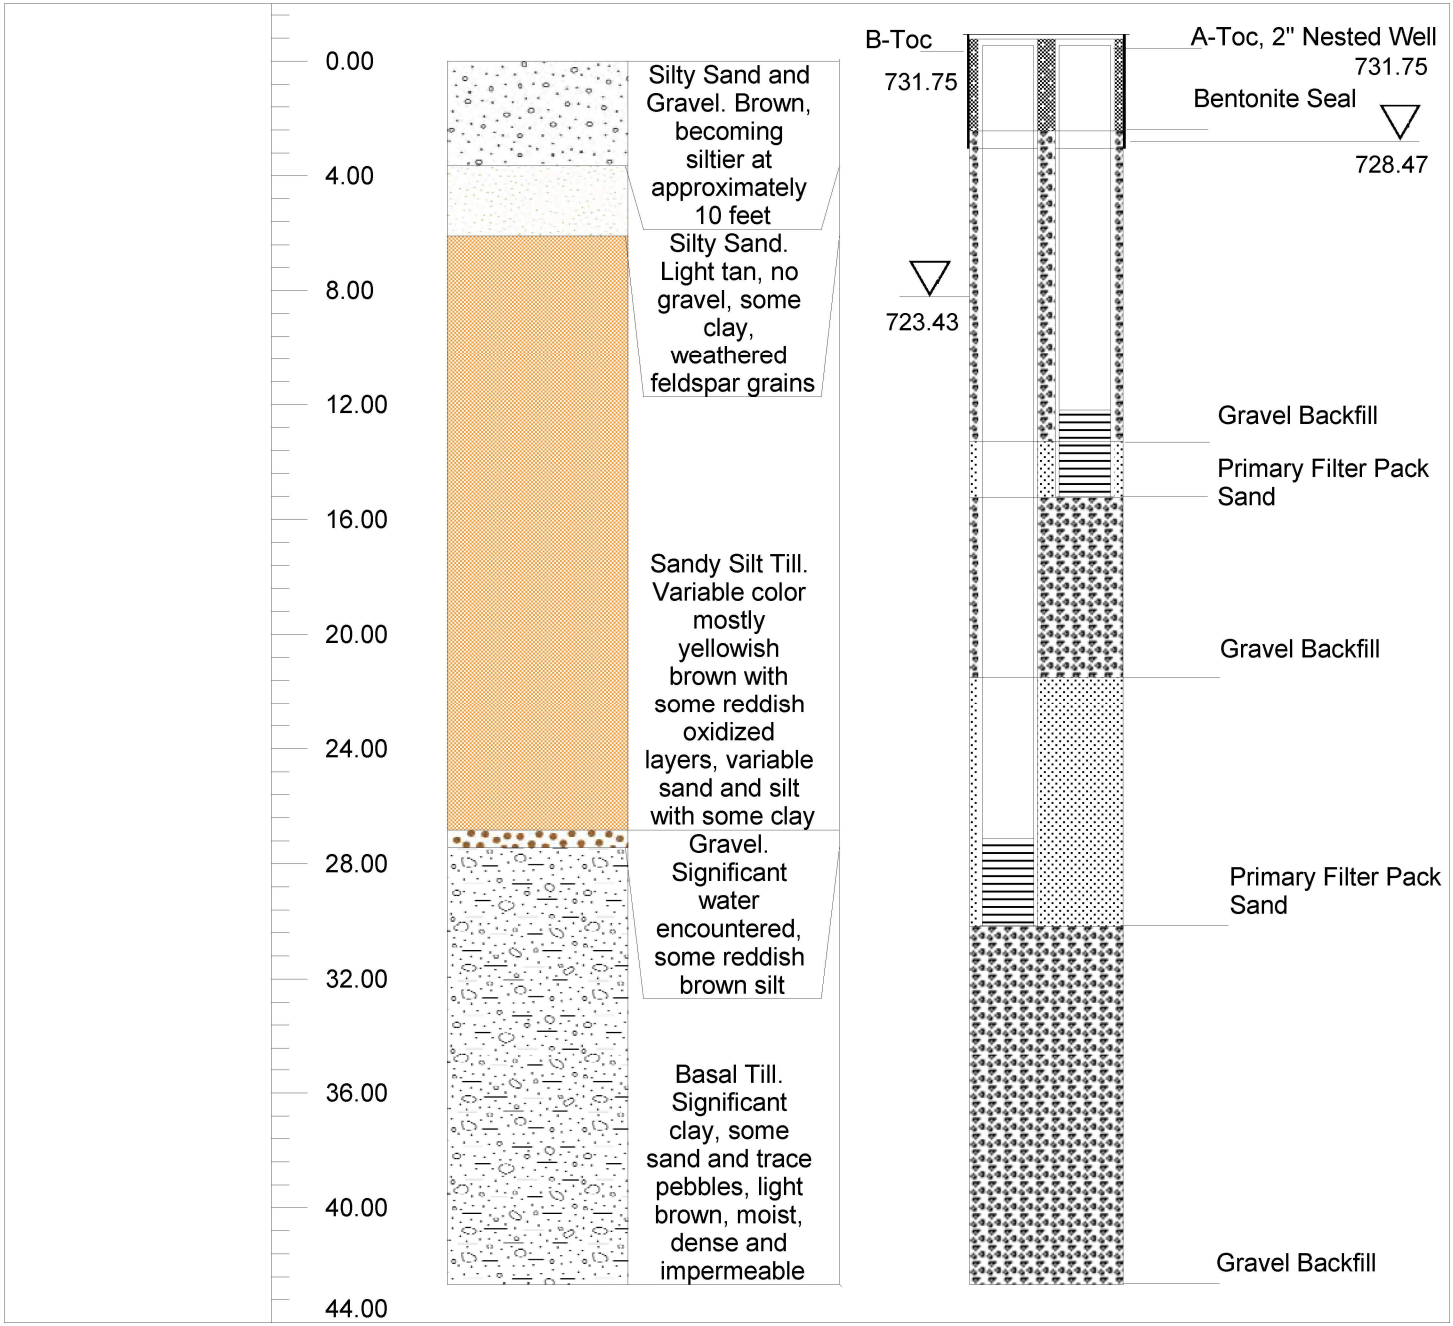 0.00
4.00
8.00
12.00
16.00
20.00
24.00
28.00
32.00
36.00
40.00
44.00
Silty Sand and
Gravel. Brown,
becoming
siltier at
approximately
10 feet
Silty Sand.
Light tan, no
gravel, some
clay,
weathered
feldspar grains
Sandy Silt Till.
Variable color
mostly
yellowish
brown with
some reddish
oxidized
layers, variable
sand and silt
with some clay
Gravel.
Significant
water
encountered,
some reddish
brown silt
Basal Till.
Significant
clay, some
sand and trace
pebbles, light
brown, moist,
dense and
impermeable
B-Toc
731.75
723.43
A-Toc, 2" Nested Well
731.75
Bentonite Seal
728.47
Gravel Backfill
Primary Filter Pack
Sand
Gravel Backfill
Primary Filter Pack
Sand
Gravel Backfill